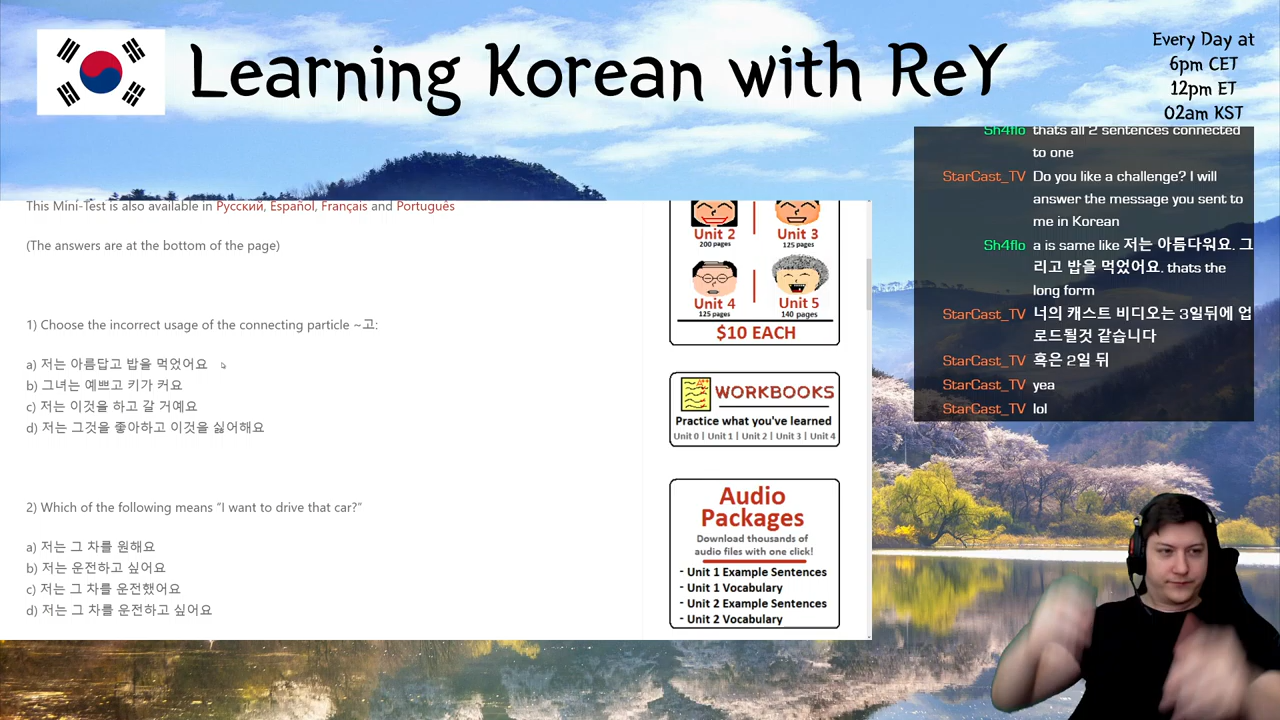 Learning Korean with ReY
Every Day at
6pm CET
12pm ET
02am KST
This Mini-Test is also available in Русский, Español, Français and Português
(The answers are at the bottom of the page)
1) Choose the incorrect usage of the connecting particle ~고:
a) 저는 아름답고 밥을 먹었어요
b) 그녀는 예쁘고 키가 커요
c) 저는 이것을 하고 갈 거예요
d) 저는 그것을 좋아하고 이것을 싫어해요
2) Which of the following means “I want to drive that car?”
a) 저는 그 차를 원해요
b) 저는 운전하고 싶어요
c) 저는 그 차를 운전했어요
d) 저는 그 차를 운전하고 싶어요
Unit 2
200 pages
Unit 3
125 pages
Unit 4
125 pages
Unit 5
140 pages
$10 EACH
WORKBOOKS
Practice what you've learned
Unit 0 | Unit 1 | Unit 2 | Unit 3 | Unit 4
Audio
Packages
Download thousands of
audio files with one click!
- Unit 1 Example Sentences
- Unit 1 Vocabulary
- Unit 2 Example Sentences
- Unit 2 Vocabulary
Sh4flo thats all 2 sentences connected
to one
StarCast_TV Do you like a challenge? I will
answer the message you sent to
me in Korean
Sh4flo a is same like 저는 아름다워요. 그
리고 밥을 먹었어요. thats the
long form
StarCast_TV 너의 캐스트 비디오는 3일뒤에 업
로드될것 같습니다
StarCast_TV 혹은 2일 뒤
StarCast_TV yea
StarCast_TV lol